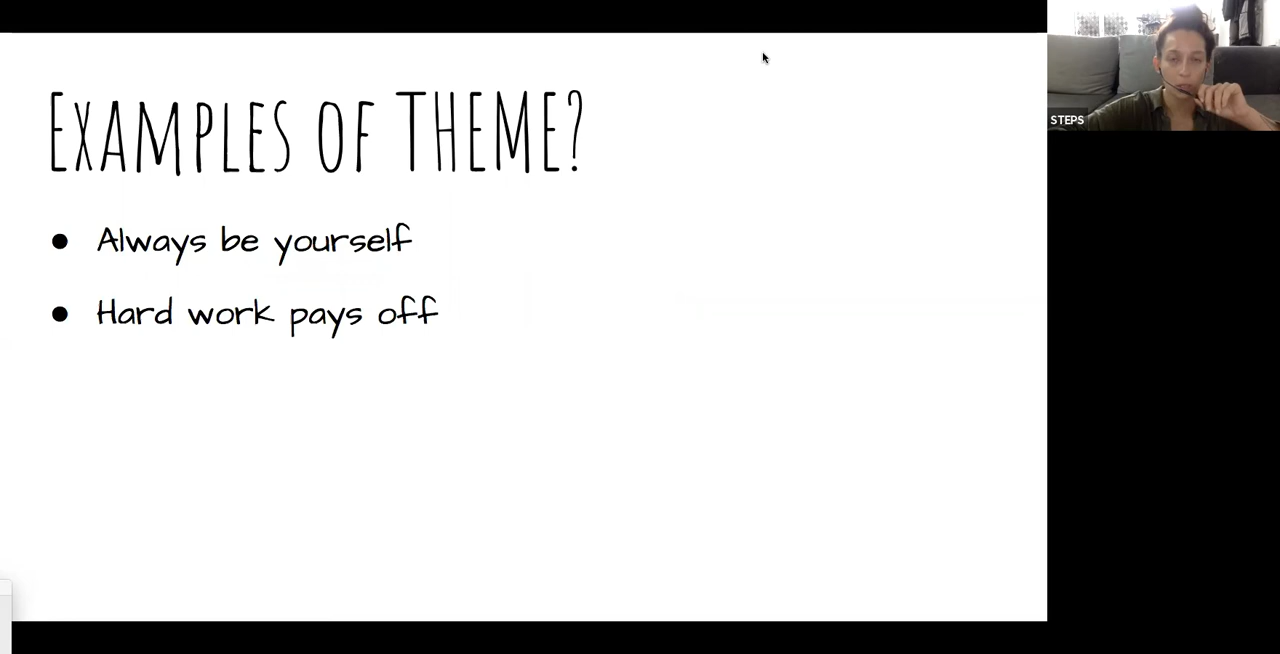 Examples of THEME?
● Always be yourself
● Hard work pays off
STEPS